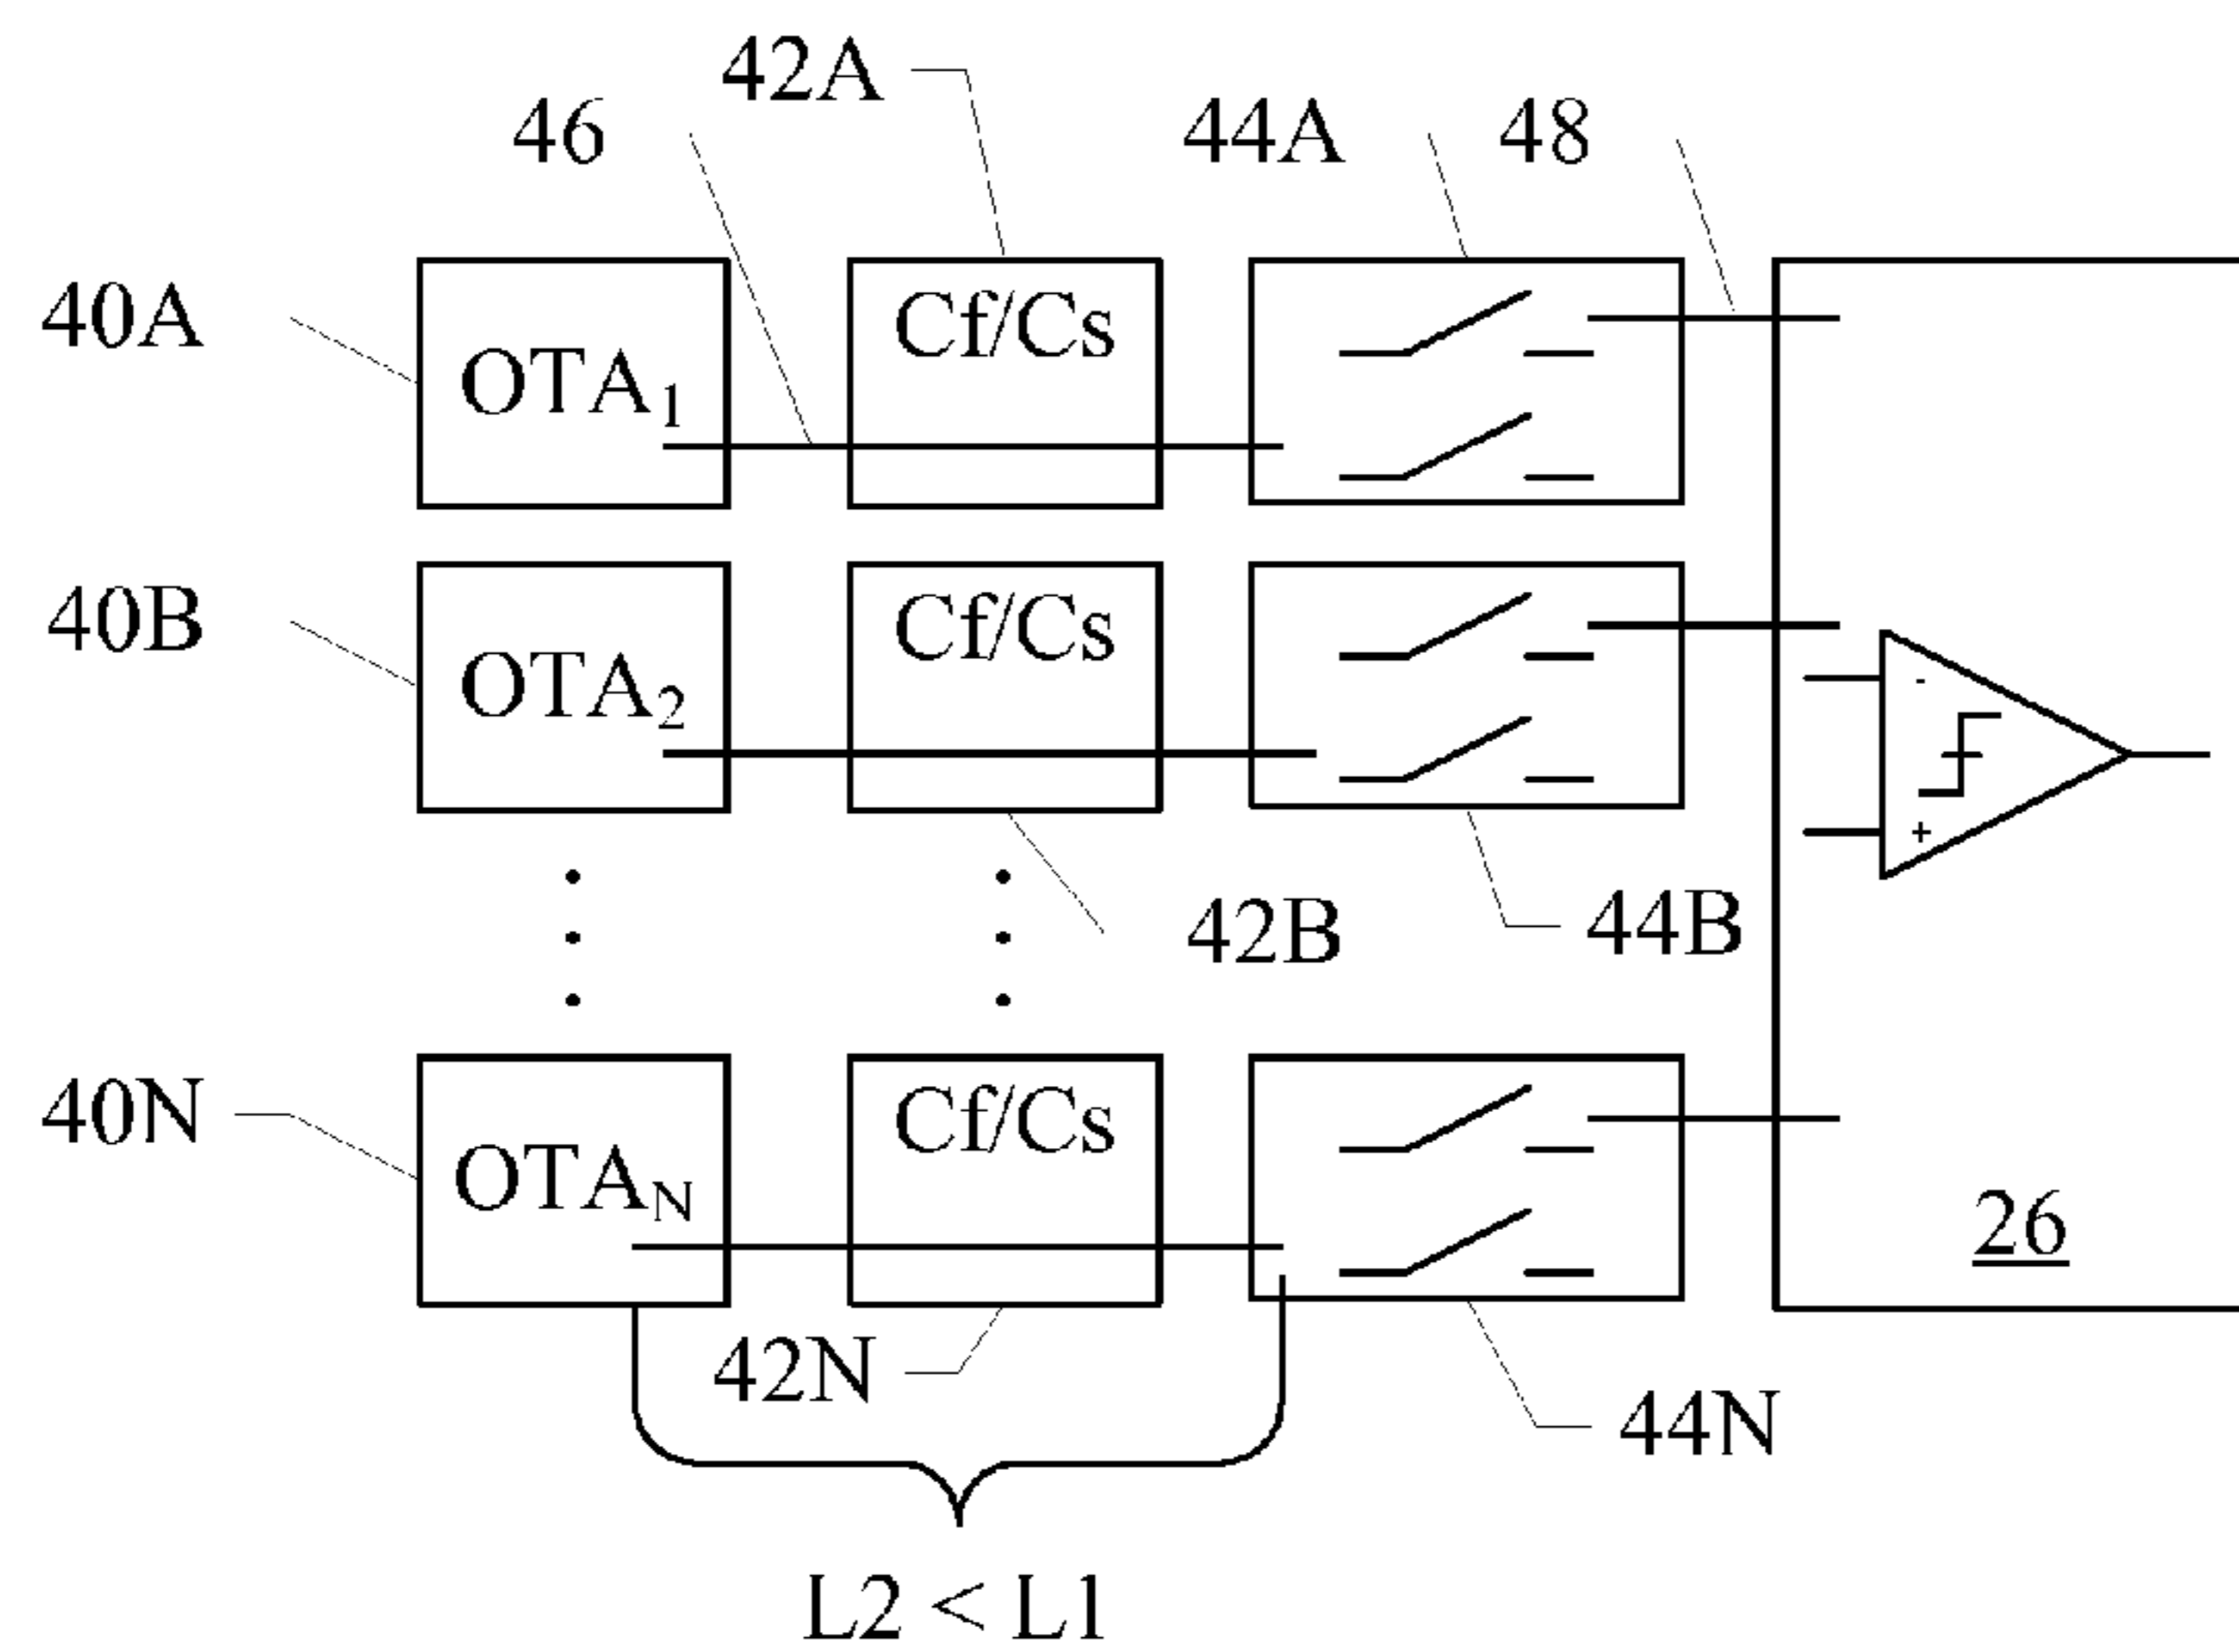 42A
46
44A
48
40A
OTA₁
Cf/Cs
40B
OTA₂
Cf/Cs
-
+
42B
44B
40N
OTA_N
Cf/Cs
26
42N
44N
L2 < L1